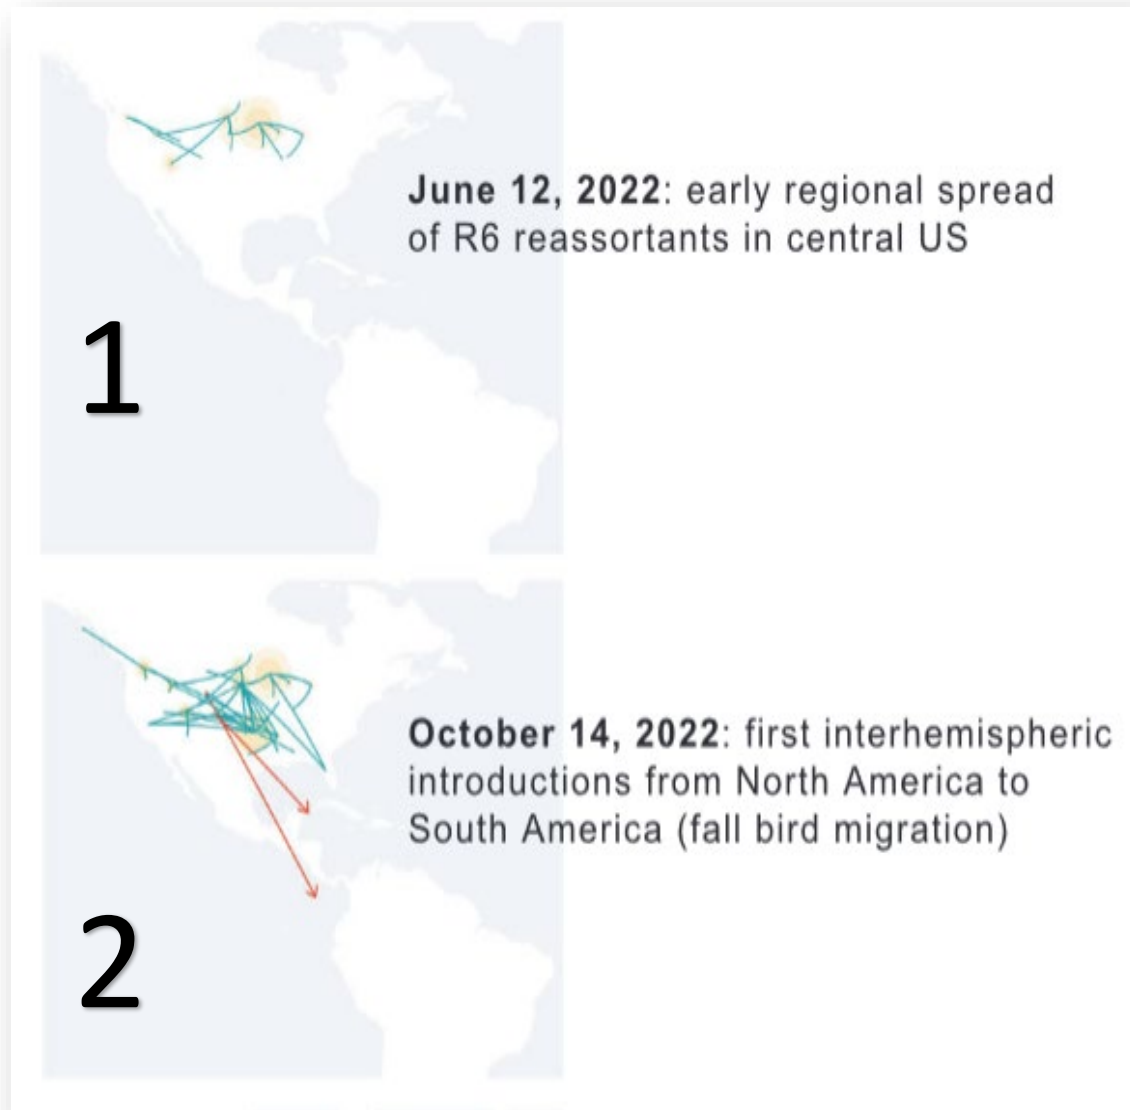 June 12, 2022: early regional spread
of R6 reassortants in central US
1
October 14, 2022: first interhemispheric
introductions from North America to
South America (fall bird migration)
2